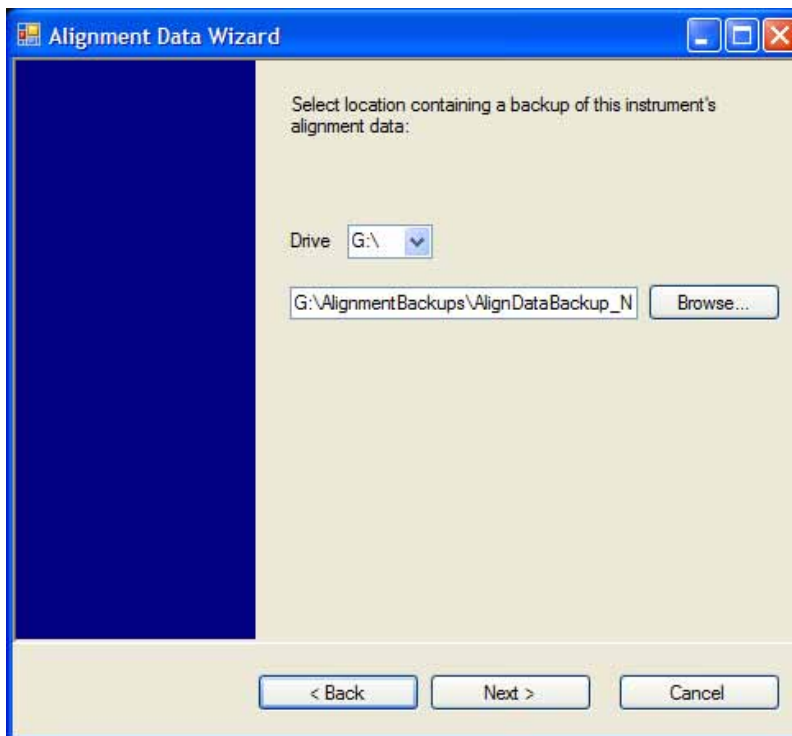 Alignment Data Wizard
Select location containing a backup of this instrument's
alignment data:
Drive G:\
G:\AlignmentBackups\AlignDataBackup_N Browse...
< Back Next > Cancel